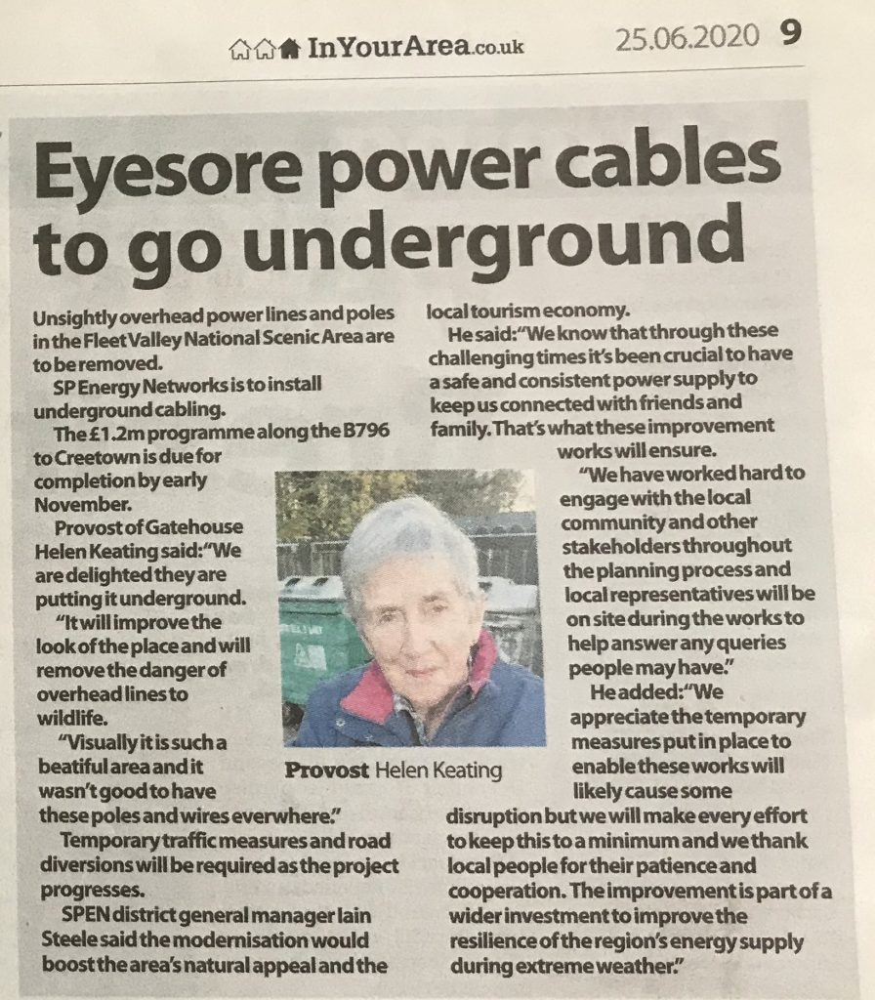 InYourArea.co.uk
25.06.2020 9
Eyesore power cables
to go underground
Unsightly overhead power lines and poles
in the Fleet Valley National Scenic Area are
to be removed.
SP Energy Networks is to install
underground cabling.
The £1.2m programme along the B796
to Creetown is due for
completion by early
November.
Provost of Gatehouse
Helen Keating said: "We
are delighted they are
putting it underground.
"It will improve the
look of the place and will
remove the danger of
overhead lines to
wildlife.
"Visually it is such a
beatiful area and it
wasn't good to have
these poles and wires everwhere."
Temporary traffic measures and road
diversions will be required as the project
progresses.
SPEN district general manager Iain
Steele said the modernisation would
boost the area's natural appeal and the
local tourism economy.
He said: "We know that through these
challenging times it's been crucial to have
a safe and consistent power supply to
keep us connected with friends and
family. That's what these improvement
works will ensure.
"We have worked hard to
engage with the local
community and other
stakeholders throughout
the planning process and
local representatives will be
on site during the works to
help answer any queries
people may have."
He added: "We
appreciate the temporary
measures put in place to
enable these works will
likely cause some
disruption but we will make every effort
to keep this to a minimum and we thank
local people for their patience and
cooperation. The improvement is part of a
wider investment to improve the
resilience of the region's energy supply
during extreme weather."
Provost Helen Keating